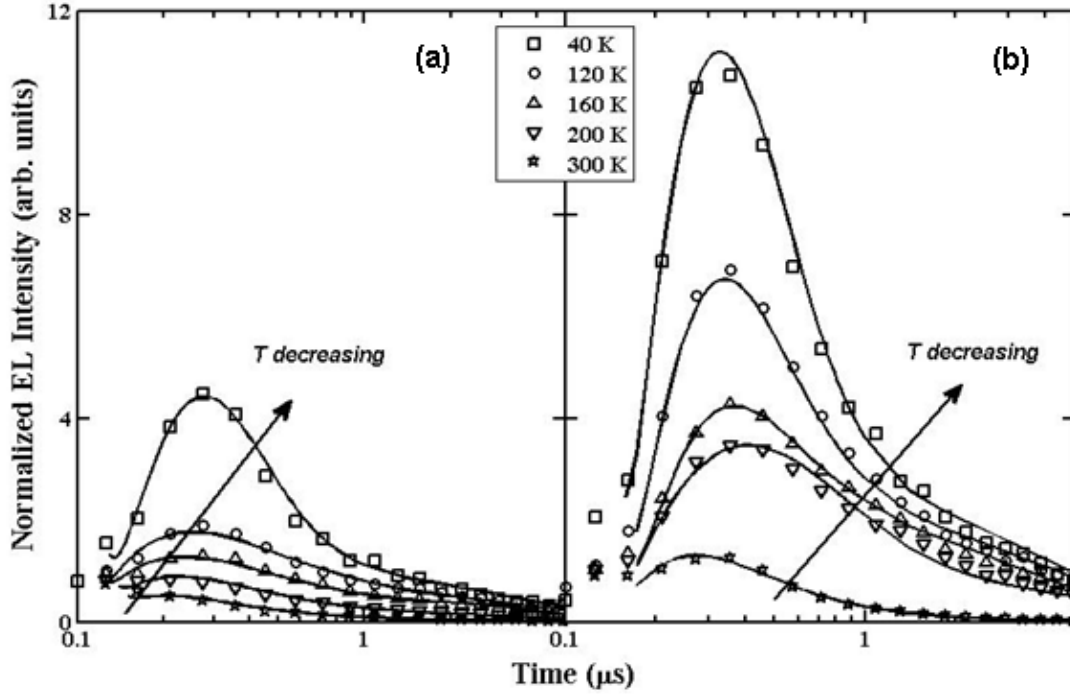 12
8
4
0
Normalized EL Intensity (arb. units)
(a)
(b)
40 K
120 K
160 K
200 K
300 K
T decreasing
T decreasing
0.1
1
0.1
1
Time (μs)